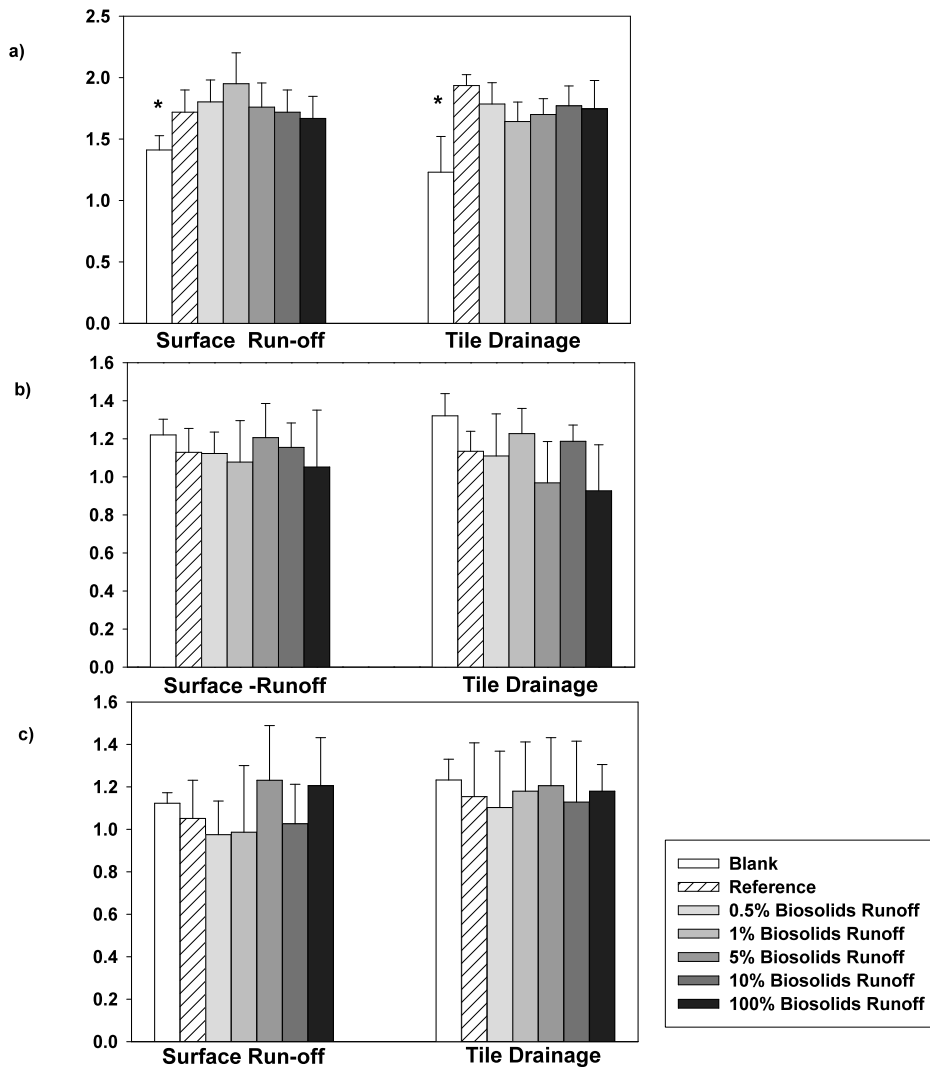 a)
2.5
2.0
1.5
1.0
0.5
0.0
*
*
Surface Run-off Tile Drainage
b)
1.6
1.4
1.2
1.0
0.8
0.6
0.4
0.2
0.0
Surface -Runoff Tile Drainage
c)
1.6
1.4
1.2
1.0
0.8
0.6
0.4
0.2
0.0
Surface Run-off Tile Drainage
Blank
Reference
0.5% Biosolids Runoff
1% Biosolids Runoff
5% Biosolids Runoff
10% Biosolids Runoff
100% Biosolids Runoff